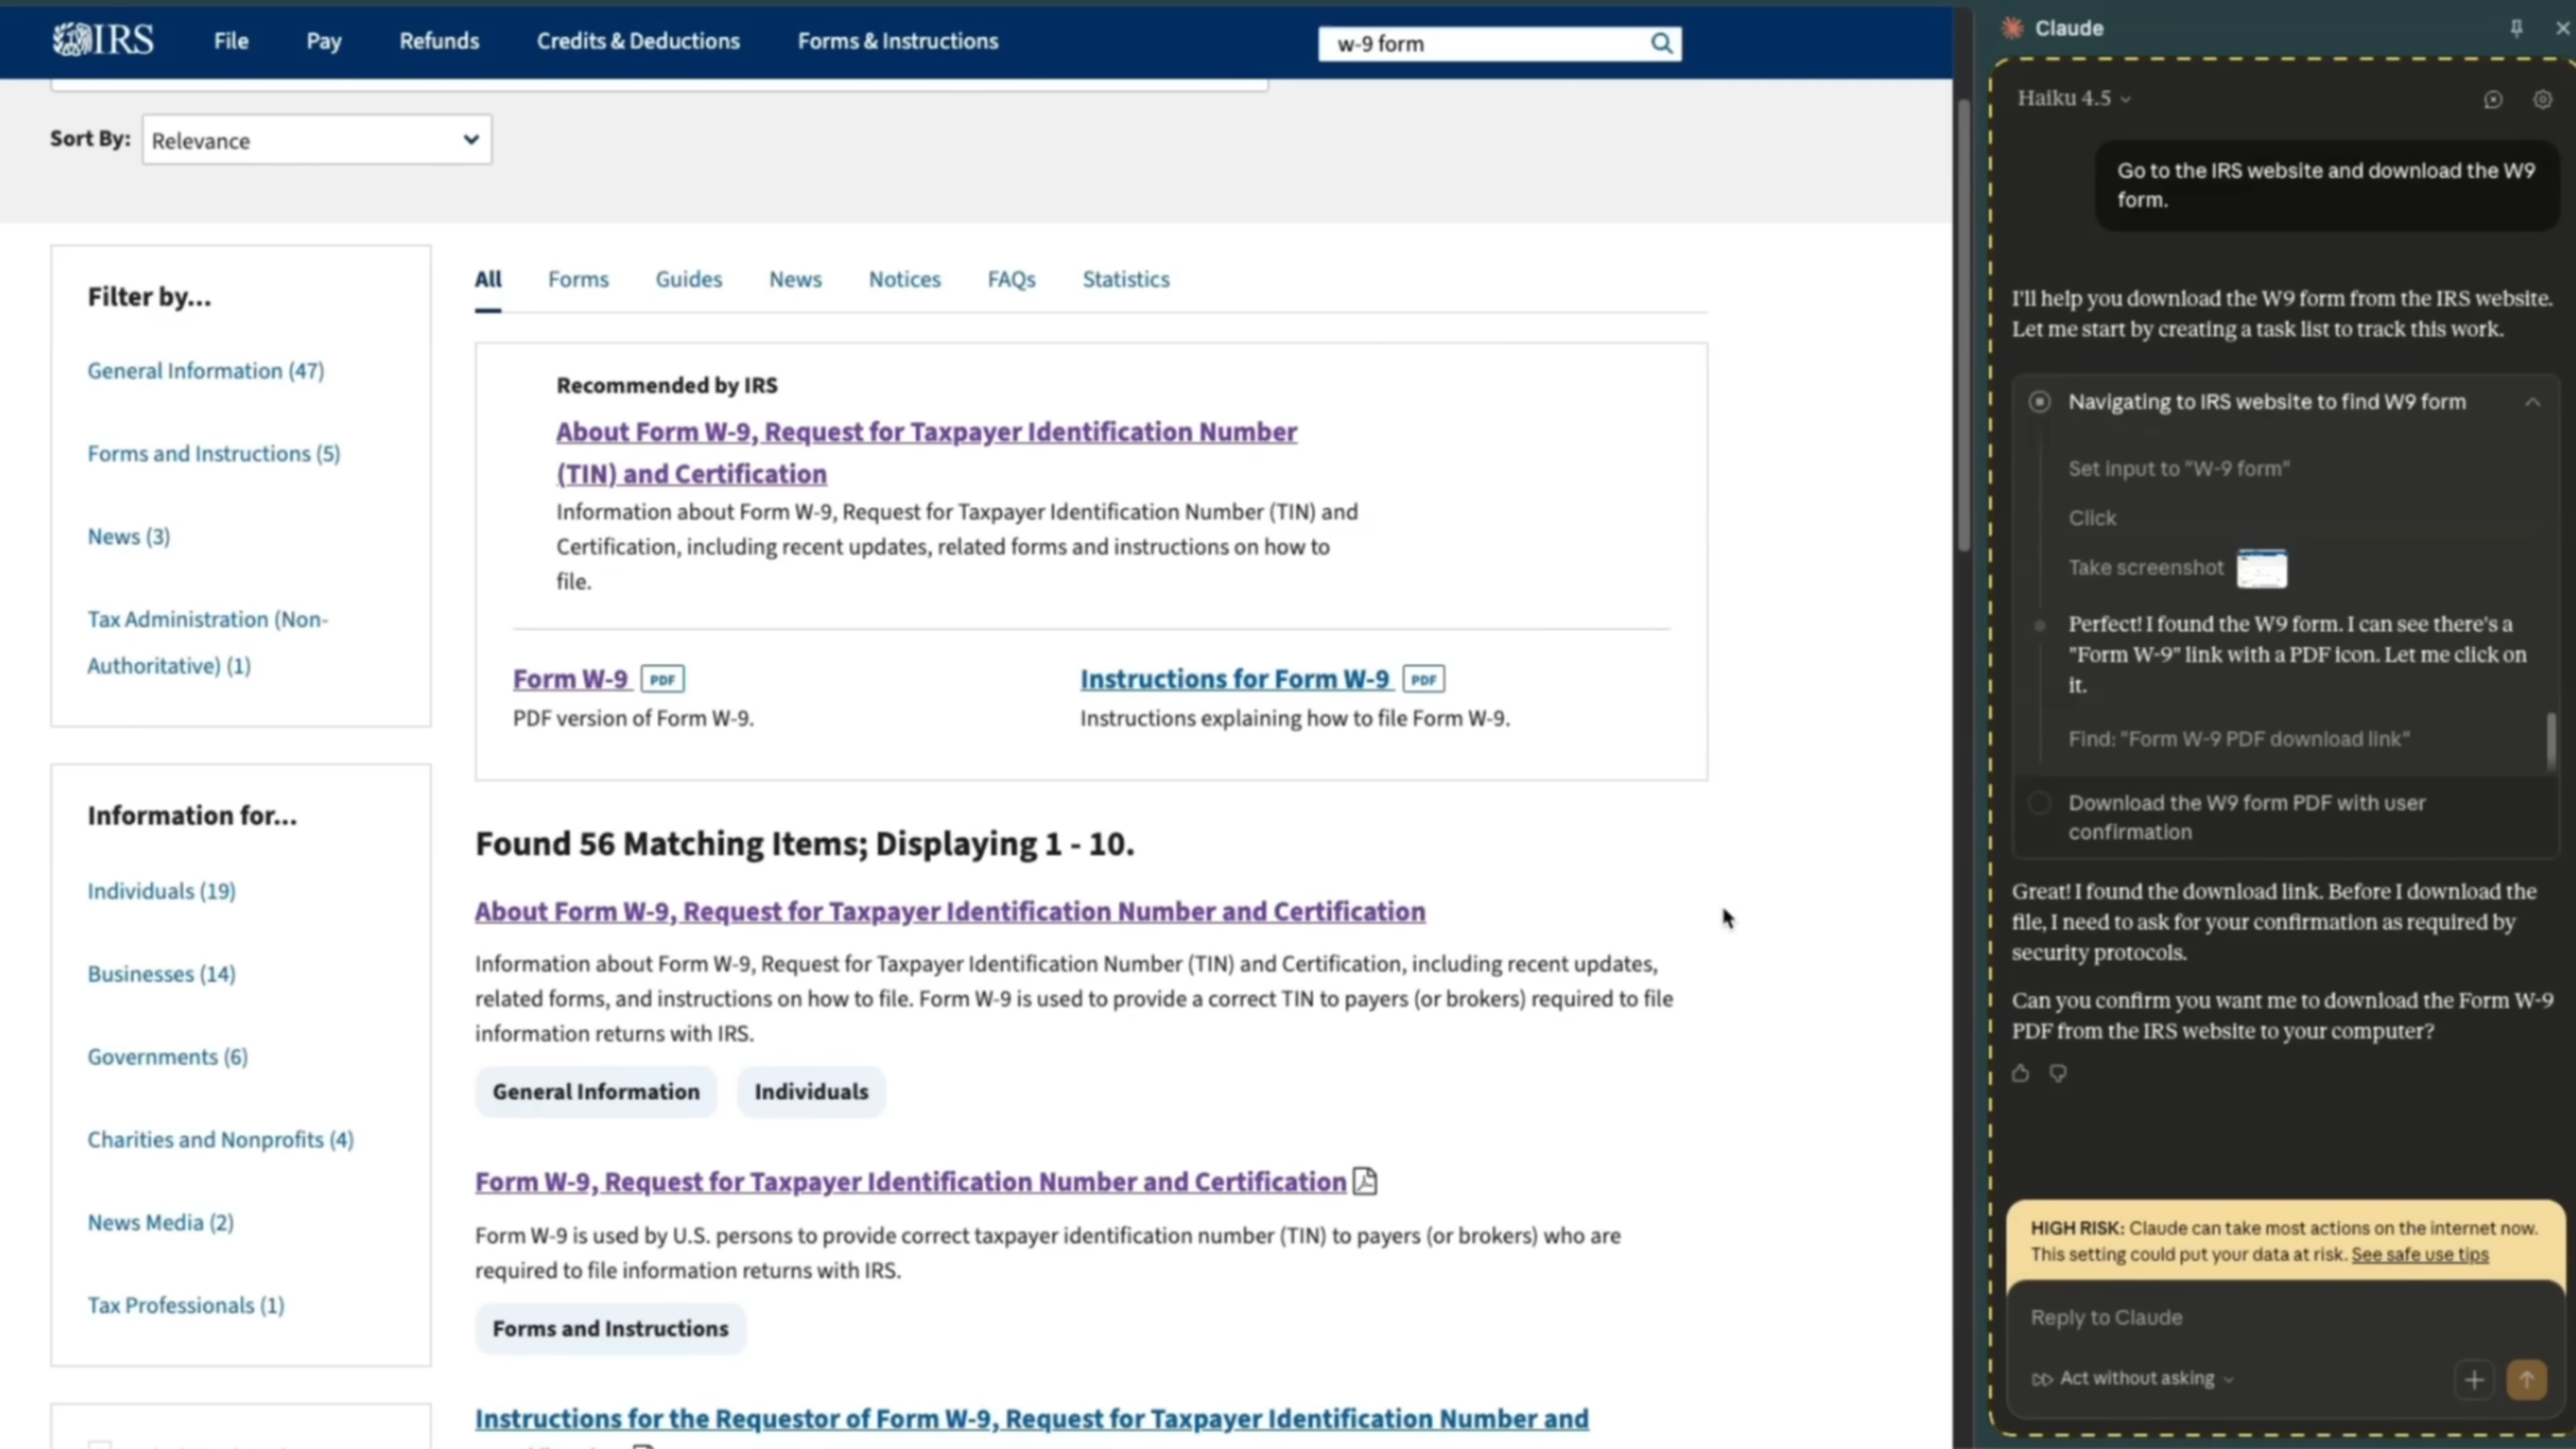 IRS
File
Pay
Refunds
Credits & Deductions
Forms & Instructions
w-9 form
Sort By:
Relevance
Filter by...
General Information (47)
Forms and Instructions (5)
News (3)
Tax Administration (Non-
Authoritative) (1)
Information for...
Individuals (19)
Businesses (14)
Governments (6)
Charities and Nonprofits (4)
News Media (2)
Tax Professionals (1)
All
Forms
Guides
News
Notices
FAQs
Statistics
Recommended by IRS
About Form W-9, Request for Taxpayer Identification Number
(TIN) and Certification
Information about Form W-9, Request for Taxpayer Identification Number (TIN) and
Certification, including recent updates, related forms and instructions on how to
file.
Form W-9 PDF
PDF version of Form W-9.
Instructions for Form W-9 PDF
Instructions explaining how to file Form W-9.
Found 56 Matching Items; Displaying 1 - 10.
About Form W-9, Request for Taxpayer Identification Number and Certification
Information about Form W-9, Request for Taxpayer Identification Number (TIN) and Certification, including recent updates,
related forms, and instructions on how to file. Form W-9 is used to provide a correct TIN to payers (or brokers) required to file
information returns with IRS.
General Information
Individuals
Form W-9, Request for Taxpayer Identification Number and Certification
Form W-9 is used by U.S. persons to provide correct taxpayer identification number (TIN) to payers (or brokers) who are
required to file information returns with IRS.
Forms and Instructions
Instructions for the Requestor of Form W-9, Request for Taxpayer Identification Number and
Claude
Haiku 4.5
Go to the IRS website and download the W9
form.
I'll help you download the W9 form from the IRS website.
Let me start by creating a task list to track this work.
Navigating to IRS website to find W9 form
Set input to "W-9 form"
Click
Take screenshot
Perfect! I found the W9 form. I can see there's a
"Form W-9" link with a PDF icon. Let me click on
it.
Find: "Form W-9 PDF download link"
Download the W9 form PDF with user
confirmation
Great! I found the download link. Before I download the
file, I need to ask for your confirmation as required by
security protocols.
Can you confirm you want me to download the Form W-9
PDF from the IRS website to your computer?
HIGH RISK: Claude can take most actions on the internet now.
This setting could put your data at risk. See safe use tips
Reply to Claude
Act without asking